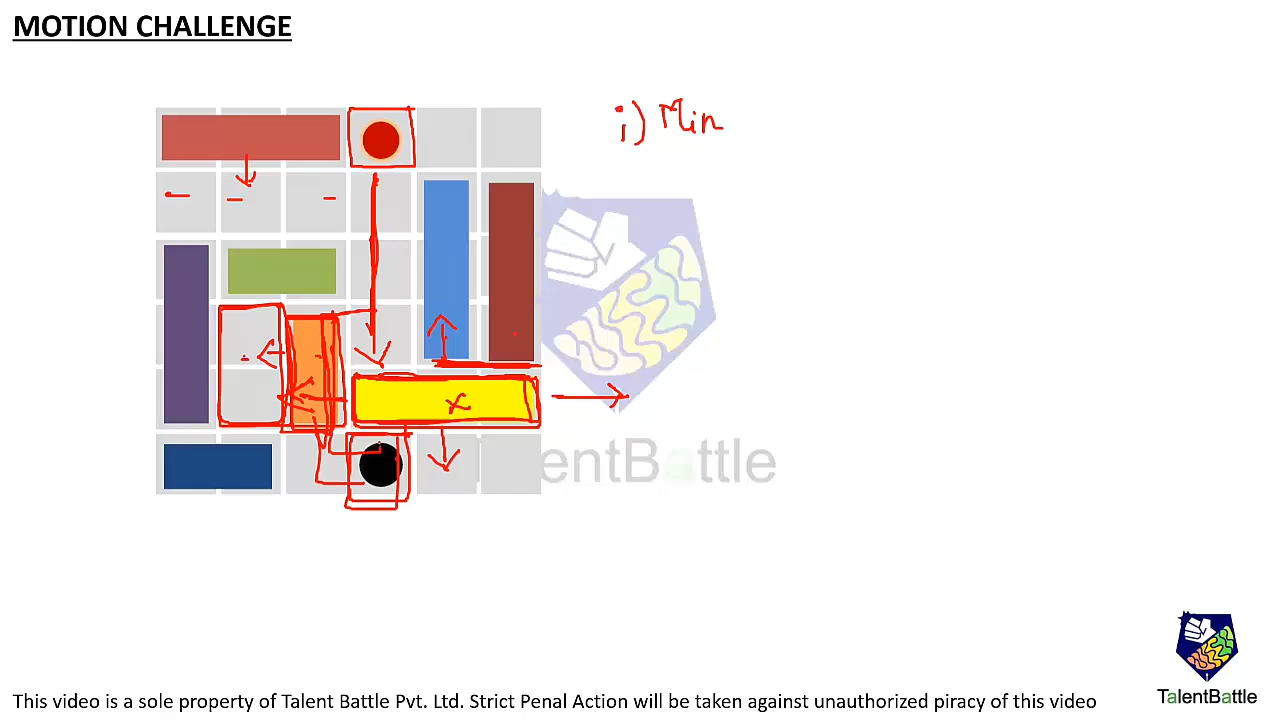 MOTION CHALLENGE
i) Min
x
TalentBattle
TalentBattle
This video is a sole property of Talent Battle Pvt. Ltd. Strict Penal Action will be taken against unauthorized piracy of this video